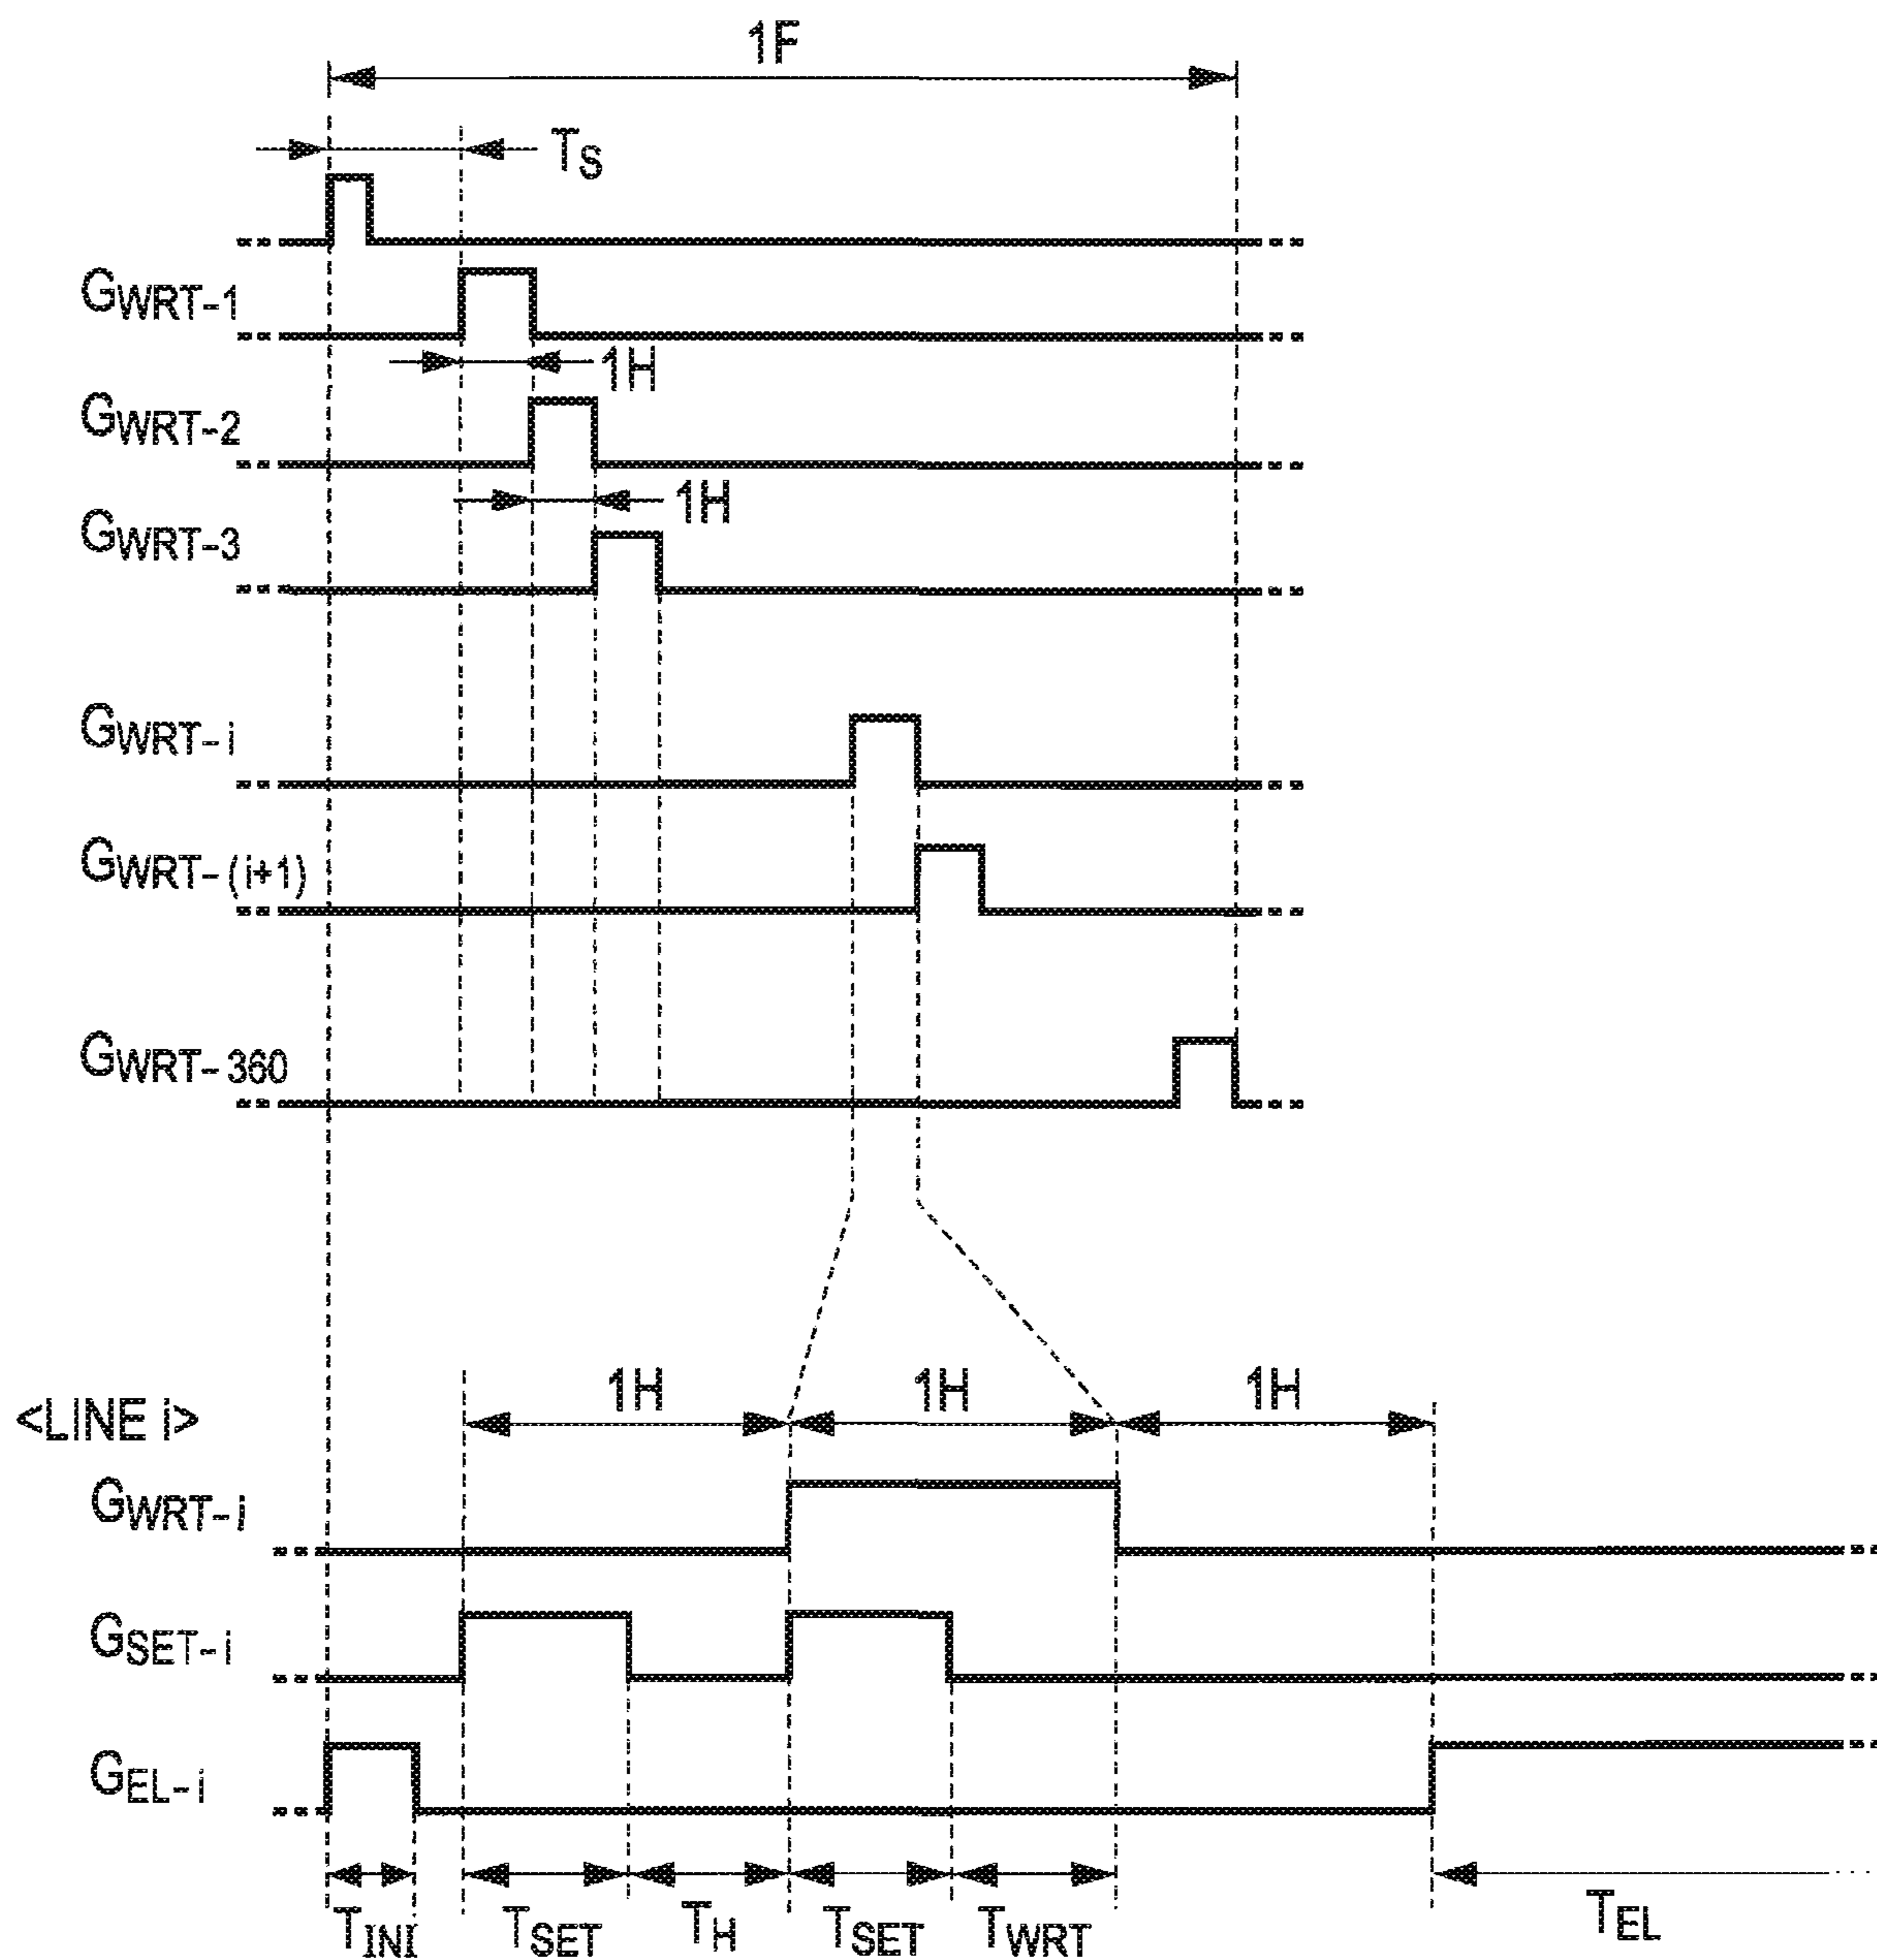 1F
TS
GWRT-1
1H
GWRT-2
1H
GWRT-3
GWRT-i
GWRT-(i+1)
GWRT-360
<LINE i>
1H 1H 1H
GWRT-i
GSET-i
GEL-i
TINI TSET TH TSET TWRT TEL